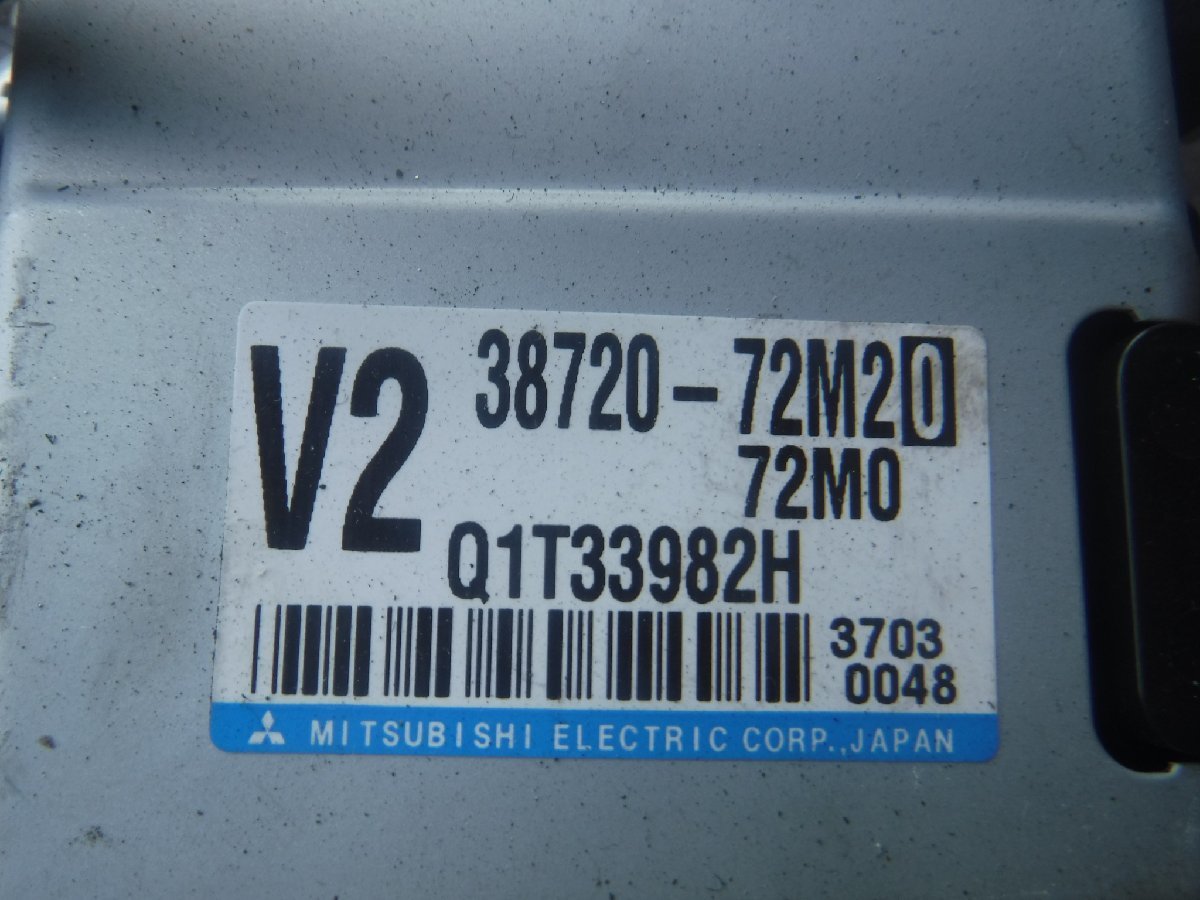 V2
38720-72M20
72M0
Q1T33982H
3703
0048
MITSUBISHI ELECTRIC CORP.,JAPAN